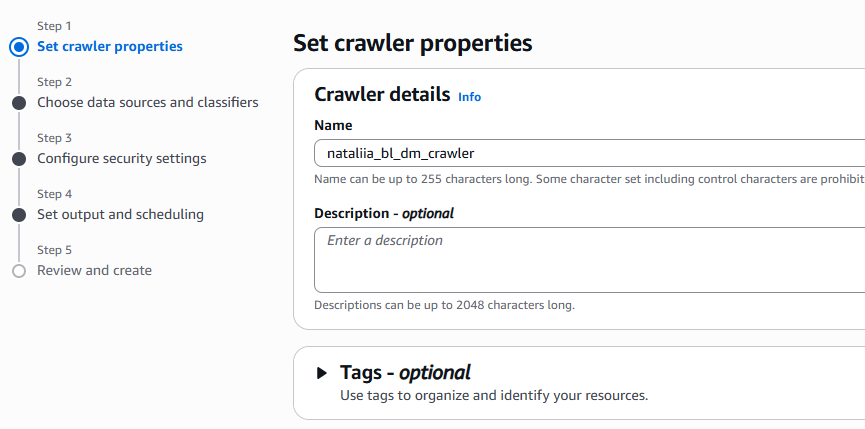 Step 1
Set crawler properties
Step 2
Choose data sources and classifiers
Step 3
Configure security settings
Step 4
Set output and scheduling
Step 5
Review and create
Set crawler properties
Crawler details Info
Name
nataliia_bl_dm_crawler
Name can be up to 255 characters long. Some character set including control characters are prohibit
Description - optional
Enter a description
Descriptions can be up to 2048 characters long.
Tags - optional
Use tags to organize and identify your resources.